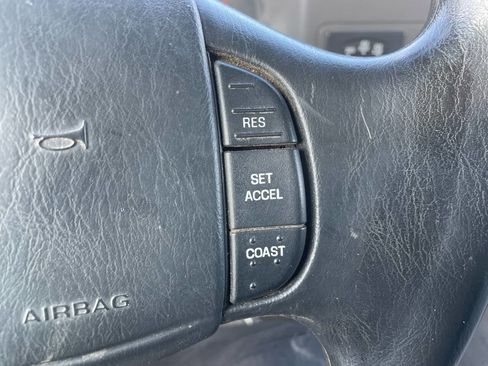 RES
SET
ACCEL
COAST
AIRBAG